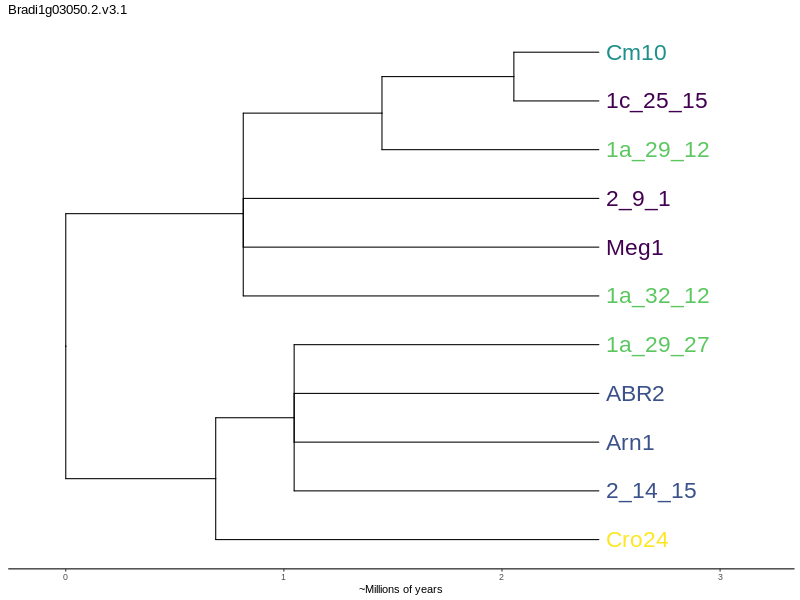 Bradi1g03050.2.v3.1
Cm10
1c_25_15
1a_29_12
2_9_1
Meg1
1a_32_12
1a_29_27
ABR2
Arn1
2_14_15
Cro24
0 1 2 3
~Millions of years